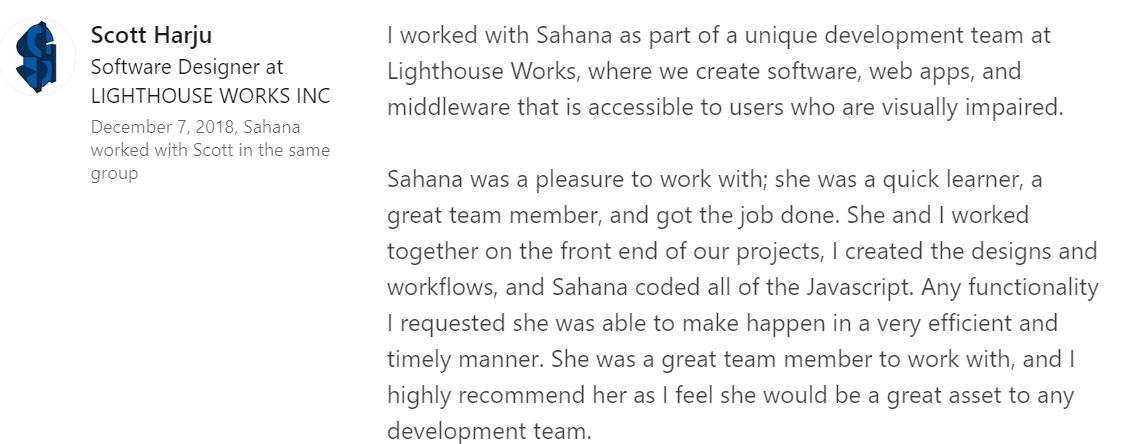 Scott Harju
Software Designer at
LIGHTHOUSE WORKS INC
December 7, 2018, Sahana
worked with Scott in the same
group
I worked with Sahana as part of a unique development team at
Lighthouse Works, where we create software, web apps, and
middleware that is accessible to users who are visually impaired.
Sahana was a pleasure to work with; she was a quick learner, a
great team member, and got the job done. She and I worked
together on the front end of our projects, I created the designs and
workflows, and Sahana coded all of the Javascript. Any functionality
I requested she was able to make happen in a very efficient and
timely manner. She was a great team member to work with, and I
highly recommend her as I feel she would be a great asset to any
development team.